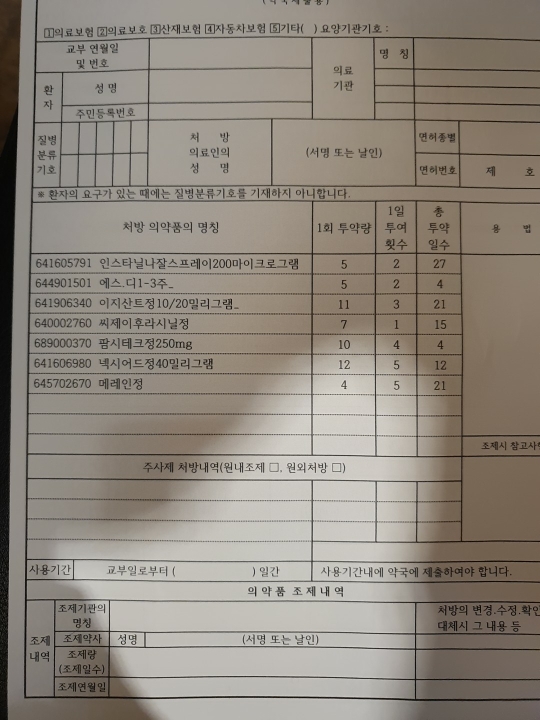 (약국제출용)
1의료보험 2의료보호 3산재보험 4자동차보험 5기타( ) 요양기관기호 :
교부 연월일 및 번호
의료 기관
명 칭
환자
성 명
주민등록번호
질병 분류 기호
처 방 의료인의 성 명
(서명 또는 날인)
면허종별
면허번호
제 호
※ 환자의 요구가 있는 때에는 질병분류기호를 기재하지 아니합니다.
처방 의약품의 명칭 1회 투약량 1일 투여 횟수 총 투약 일수 용 법
641605791 인스타닐나잘스프레이200마이크로그램 5 2 27
644901501 에스.디1-3주_ 5 2 4
641906340 이지산트정10/20밀리그램_ 11 3 21
640002760 씨제이후라시닐정 7 1 15
689000370 팜시테크정250mg 10 4 4
641606980 넥시어드정40밀리그램 12 5 12
645702670 메레인정 4 5 21
조제시 참고사항
주사제 처방내역(원내조제 □, 원외처방 □)
사용기간 교부일로부터 ( ) 일간 사용기간내에 약국에 제출하여야 합니다.
의약품 조제내역
조제 내역
조제기관의 명칭
처방의 변경.수정.확인
대체시 그 내용 등
조제약사 성명 (서명 또는 날인)
조제량 (조제일수)
조제연월일